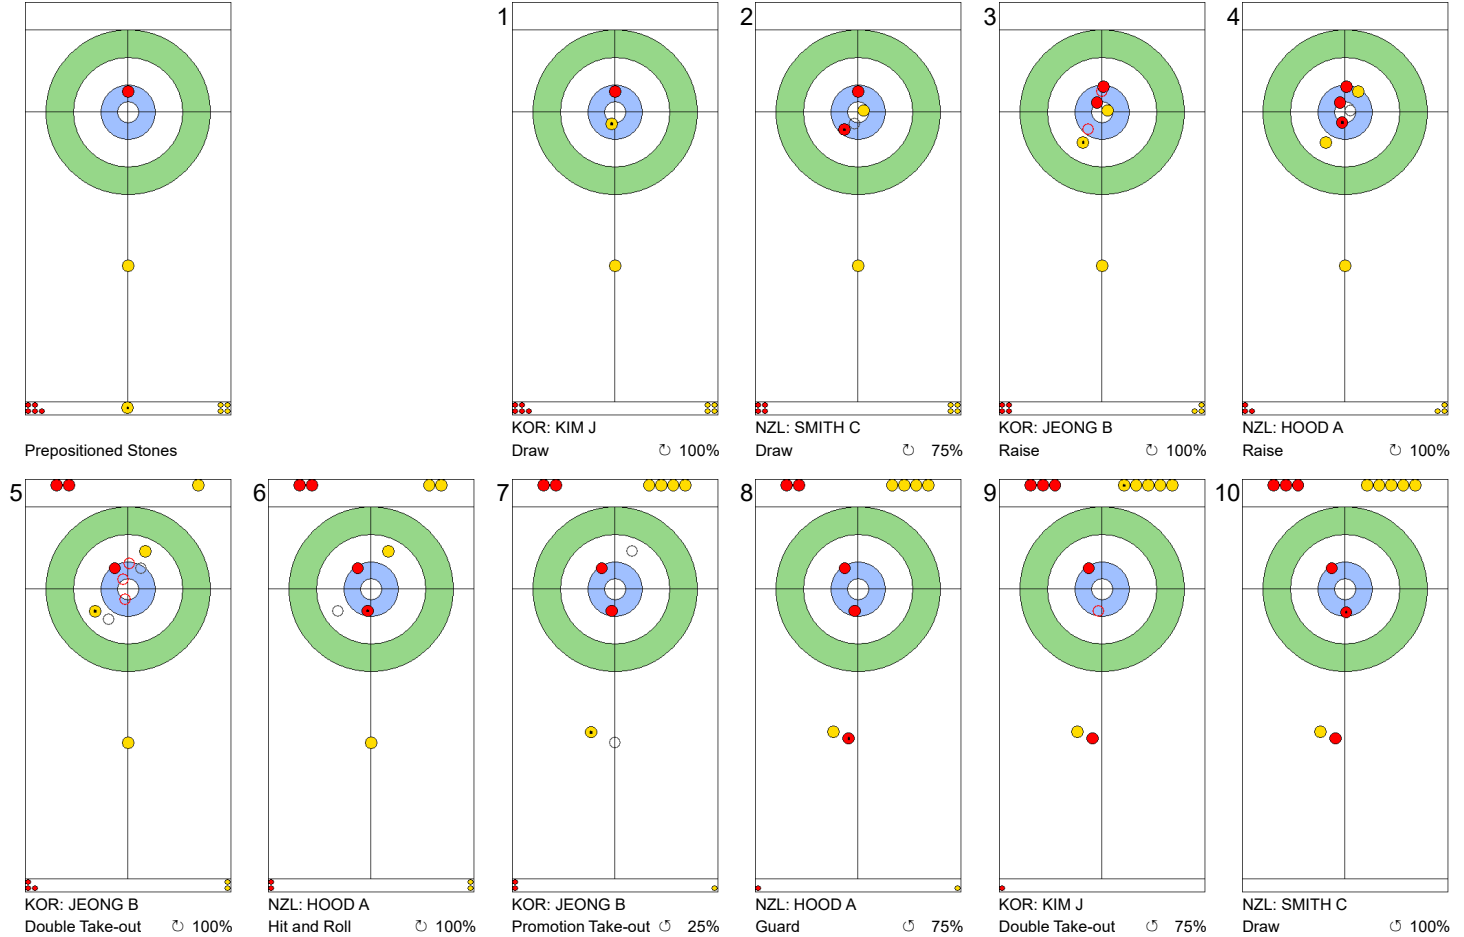 1
2
3
4
Prepositioned Stones
KOR: KIM J
Draw ↻ 100%
NZL: SMITH C
Draw ↻ 75%
KOR: JEONG B
Raise ↻ 100%
NZL: HOOD A
Raise ↻ 100%
5
6
7
8
9
10
KOR: JEONG B
Double Take-out ↻ 100%
NZL: HOOD A
Hit and Roll ↻ 100%
KOR: JEONG B
Promotion Take-out ↺ 25%
NZL: HOOD A
Guard ↺ 75%
KOR: KIM J
Double Take-out ↺ 75%
NZL: SMITH C
Draw ↺ 100%